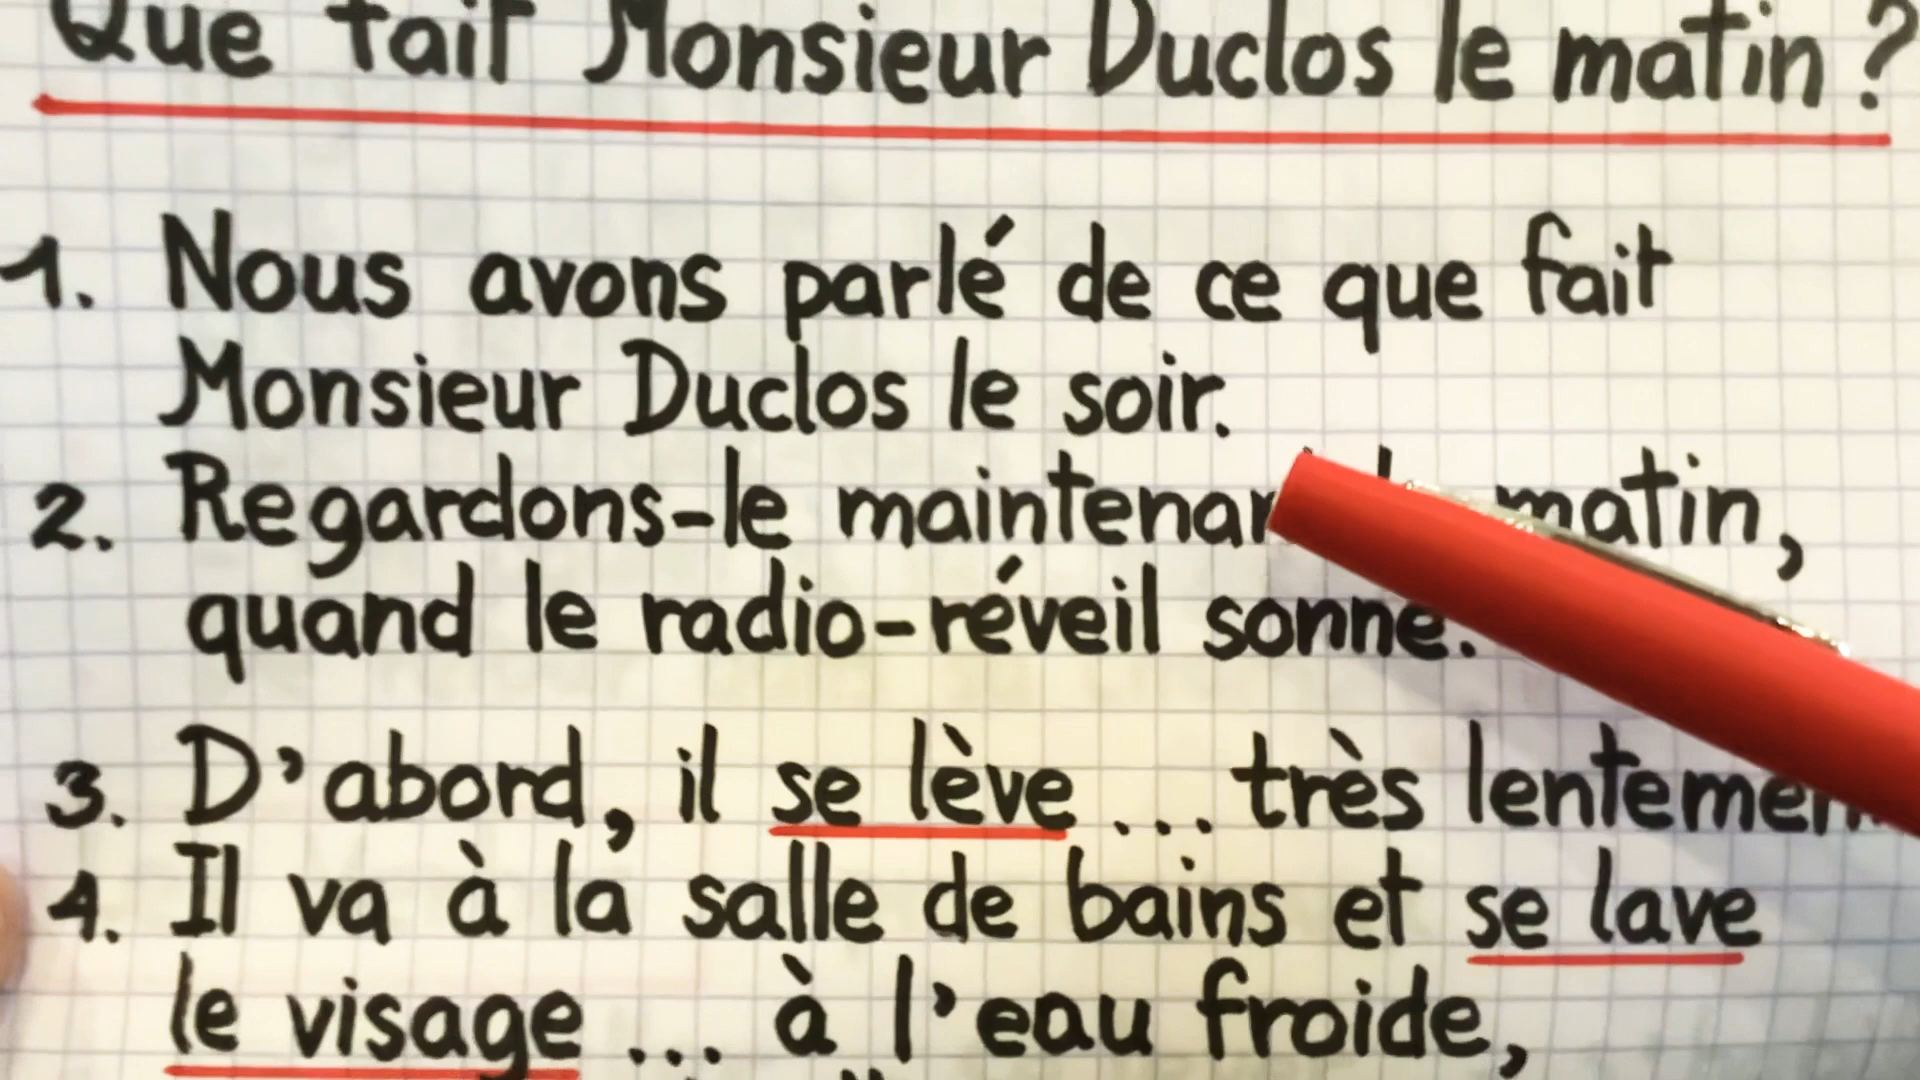 Que fait Monsieur Duclos le matin ?
1. Nous avons parlé de ce que fait
Monsieur Duclos le soir.
2. Regardons-le matin,
quand le radio-réveil sonne.
3. D'abord, il se lève ... très
4. Il va à la salle de bains et se lave
le visage ... à l'eau froide,